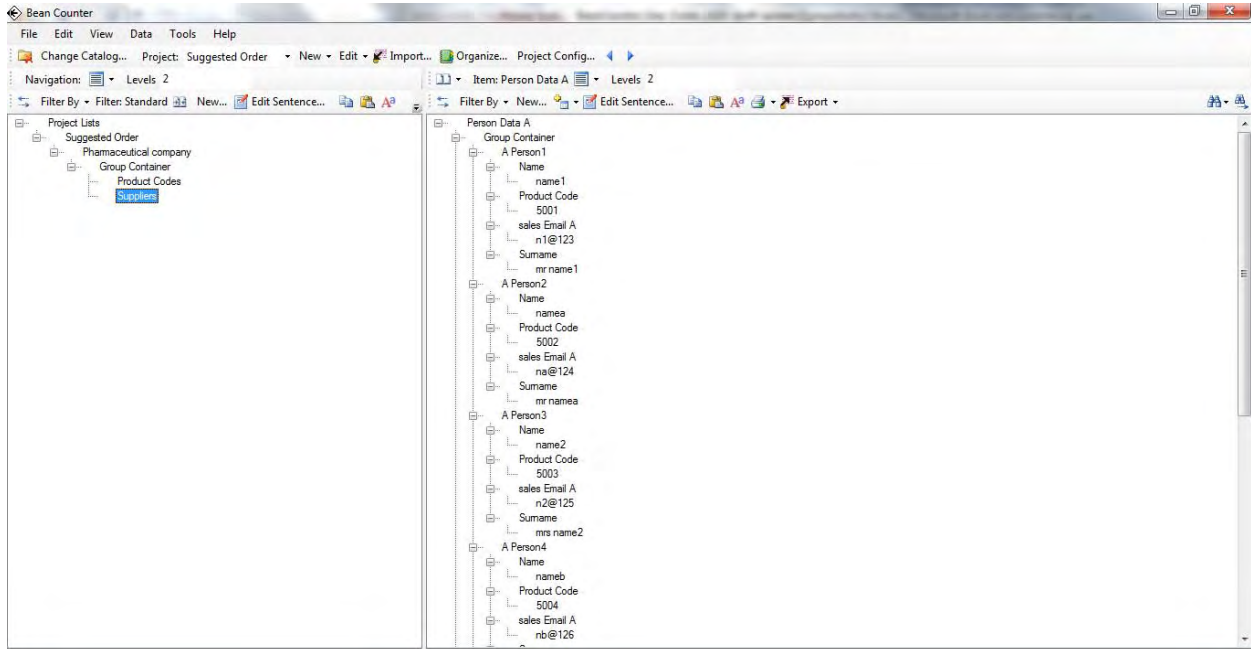 Bean Counter
File Edit View Data Tools Help
Change Catalog... Project: Suggested Order New Edit Import... Organize... Project Config...
Navigation: Levels 2
Item: Person Data A Levels 2
Filter By Filter: Standard New... Edit Sentence...
Filter By New... Edit Sentence... Export
Project Lists
Suggested Order
Phamaceutical company
Group Container
Product Codes
Suppliers
Person Data A
Group Container
A Person1
Name
name1
Product Code
5001
sales Email A
n1@123
Surname
mr name1
A Person2
Name
namea
Product Code
5002
sales Email A
na@124
Surname
mr namea
A Person3
Name
name2
Product Code
5003
sales Email A
n2@125
Surname
mrs name2
A Person4
Name
nameb
Product Code
5004
sales Email A
nb@126